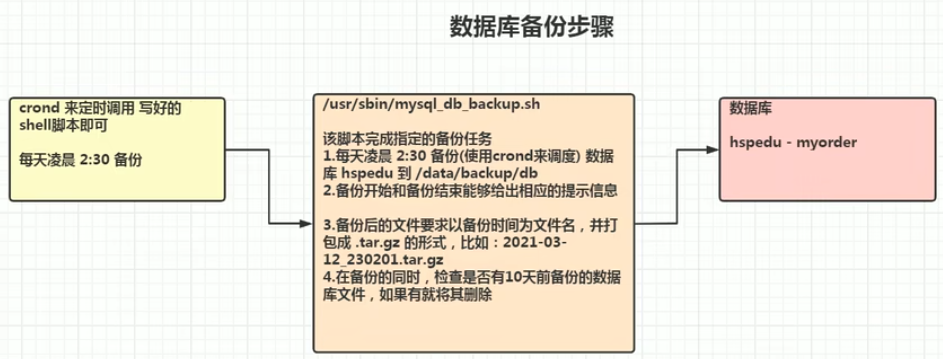 数据库备份步骤
crond 来定时调用 写好的
shell脚本即可
每天凌晨 2:30 备份
/usr/sbin/mysql_db_backup.sh
该脚本完成指定的备份任务
1.每天凌晨 2:30 备份(使用crond来调度) 数据
库 hspedu 到 /data/backup/db
2.备份开始和备份结束能够给出相应的提示信息
3.备份后的文件要求以备份时间为文件名，并打
包成 .tar.gz 的形式，比如：2021-03-
12_230201.tar.gz
4.在备份的同时，检查是否有10天前备份的数据
库文件，如果有就将其删除
数据库
hspedu - myorder